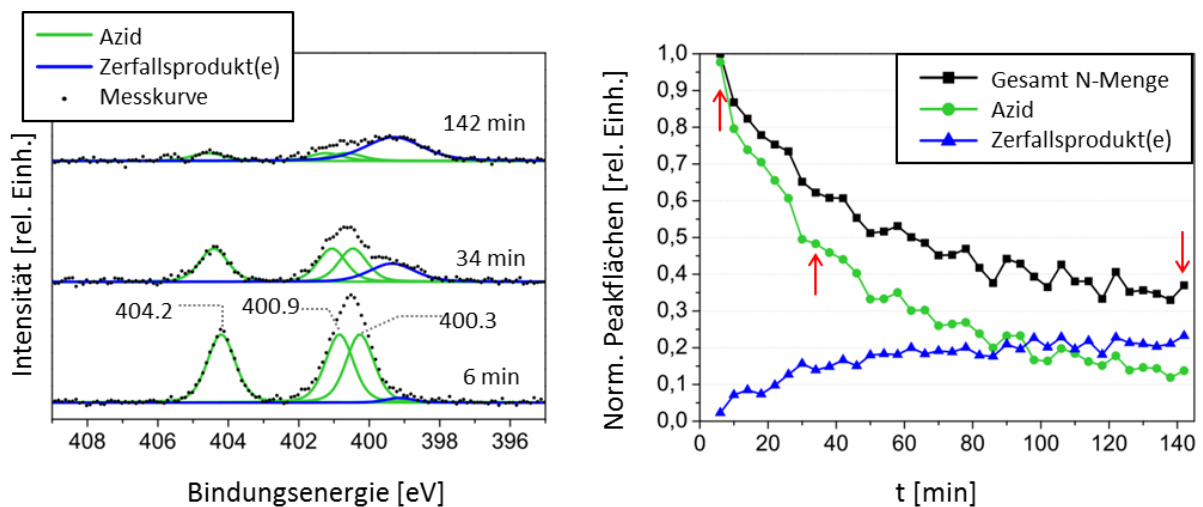 Azid
Zerfallsprodukt(e)
Messkurve
142 min
34 min
404.2
400.9
400.3
6 min
408 406 404 402 400 398 396
Bindungsenergie [eV]
Intensität [rel. Einh.]
Gesamt N-Menge
Azid
Zerfallsprodukt(e)
1,0
0,9
0,8
0,7
0,6
0,5
0,4
0,3
0,2
0,1
0,0
0 20 40 60 80 100 120 140
t [min]
Norm. Peakflächen [rel. Einh.]